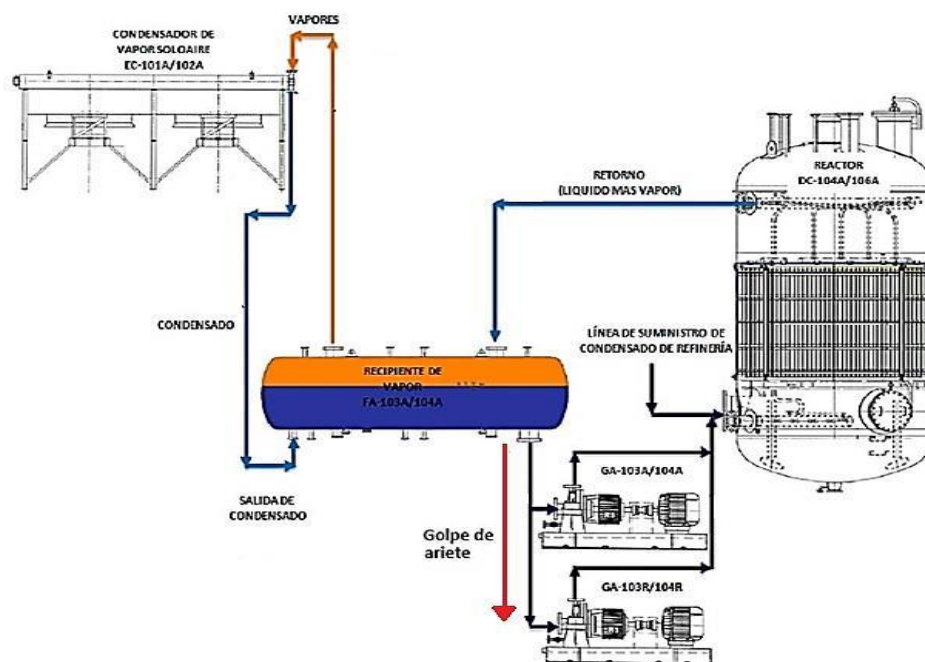 VAPORES
CONDENSADOR DE
VAPOR SOLOAIRE
EC-101A/102A
REACTOR
DC-104A/106A
RETORNO
(LIQUIDO MAS VAPOR)
CONDENSADO
LÍNEA DE SUMINISTRO DE
CONDENSADO DE REFINERÍA
RECIPIENTE DE
VAPOR
FA-103A/104A
SALIDA DE
CONDENSADO
GA-103A/104A
Golpe de
ariete
GA-103R/104R